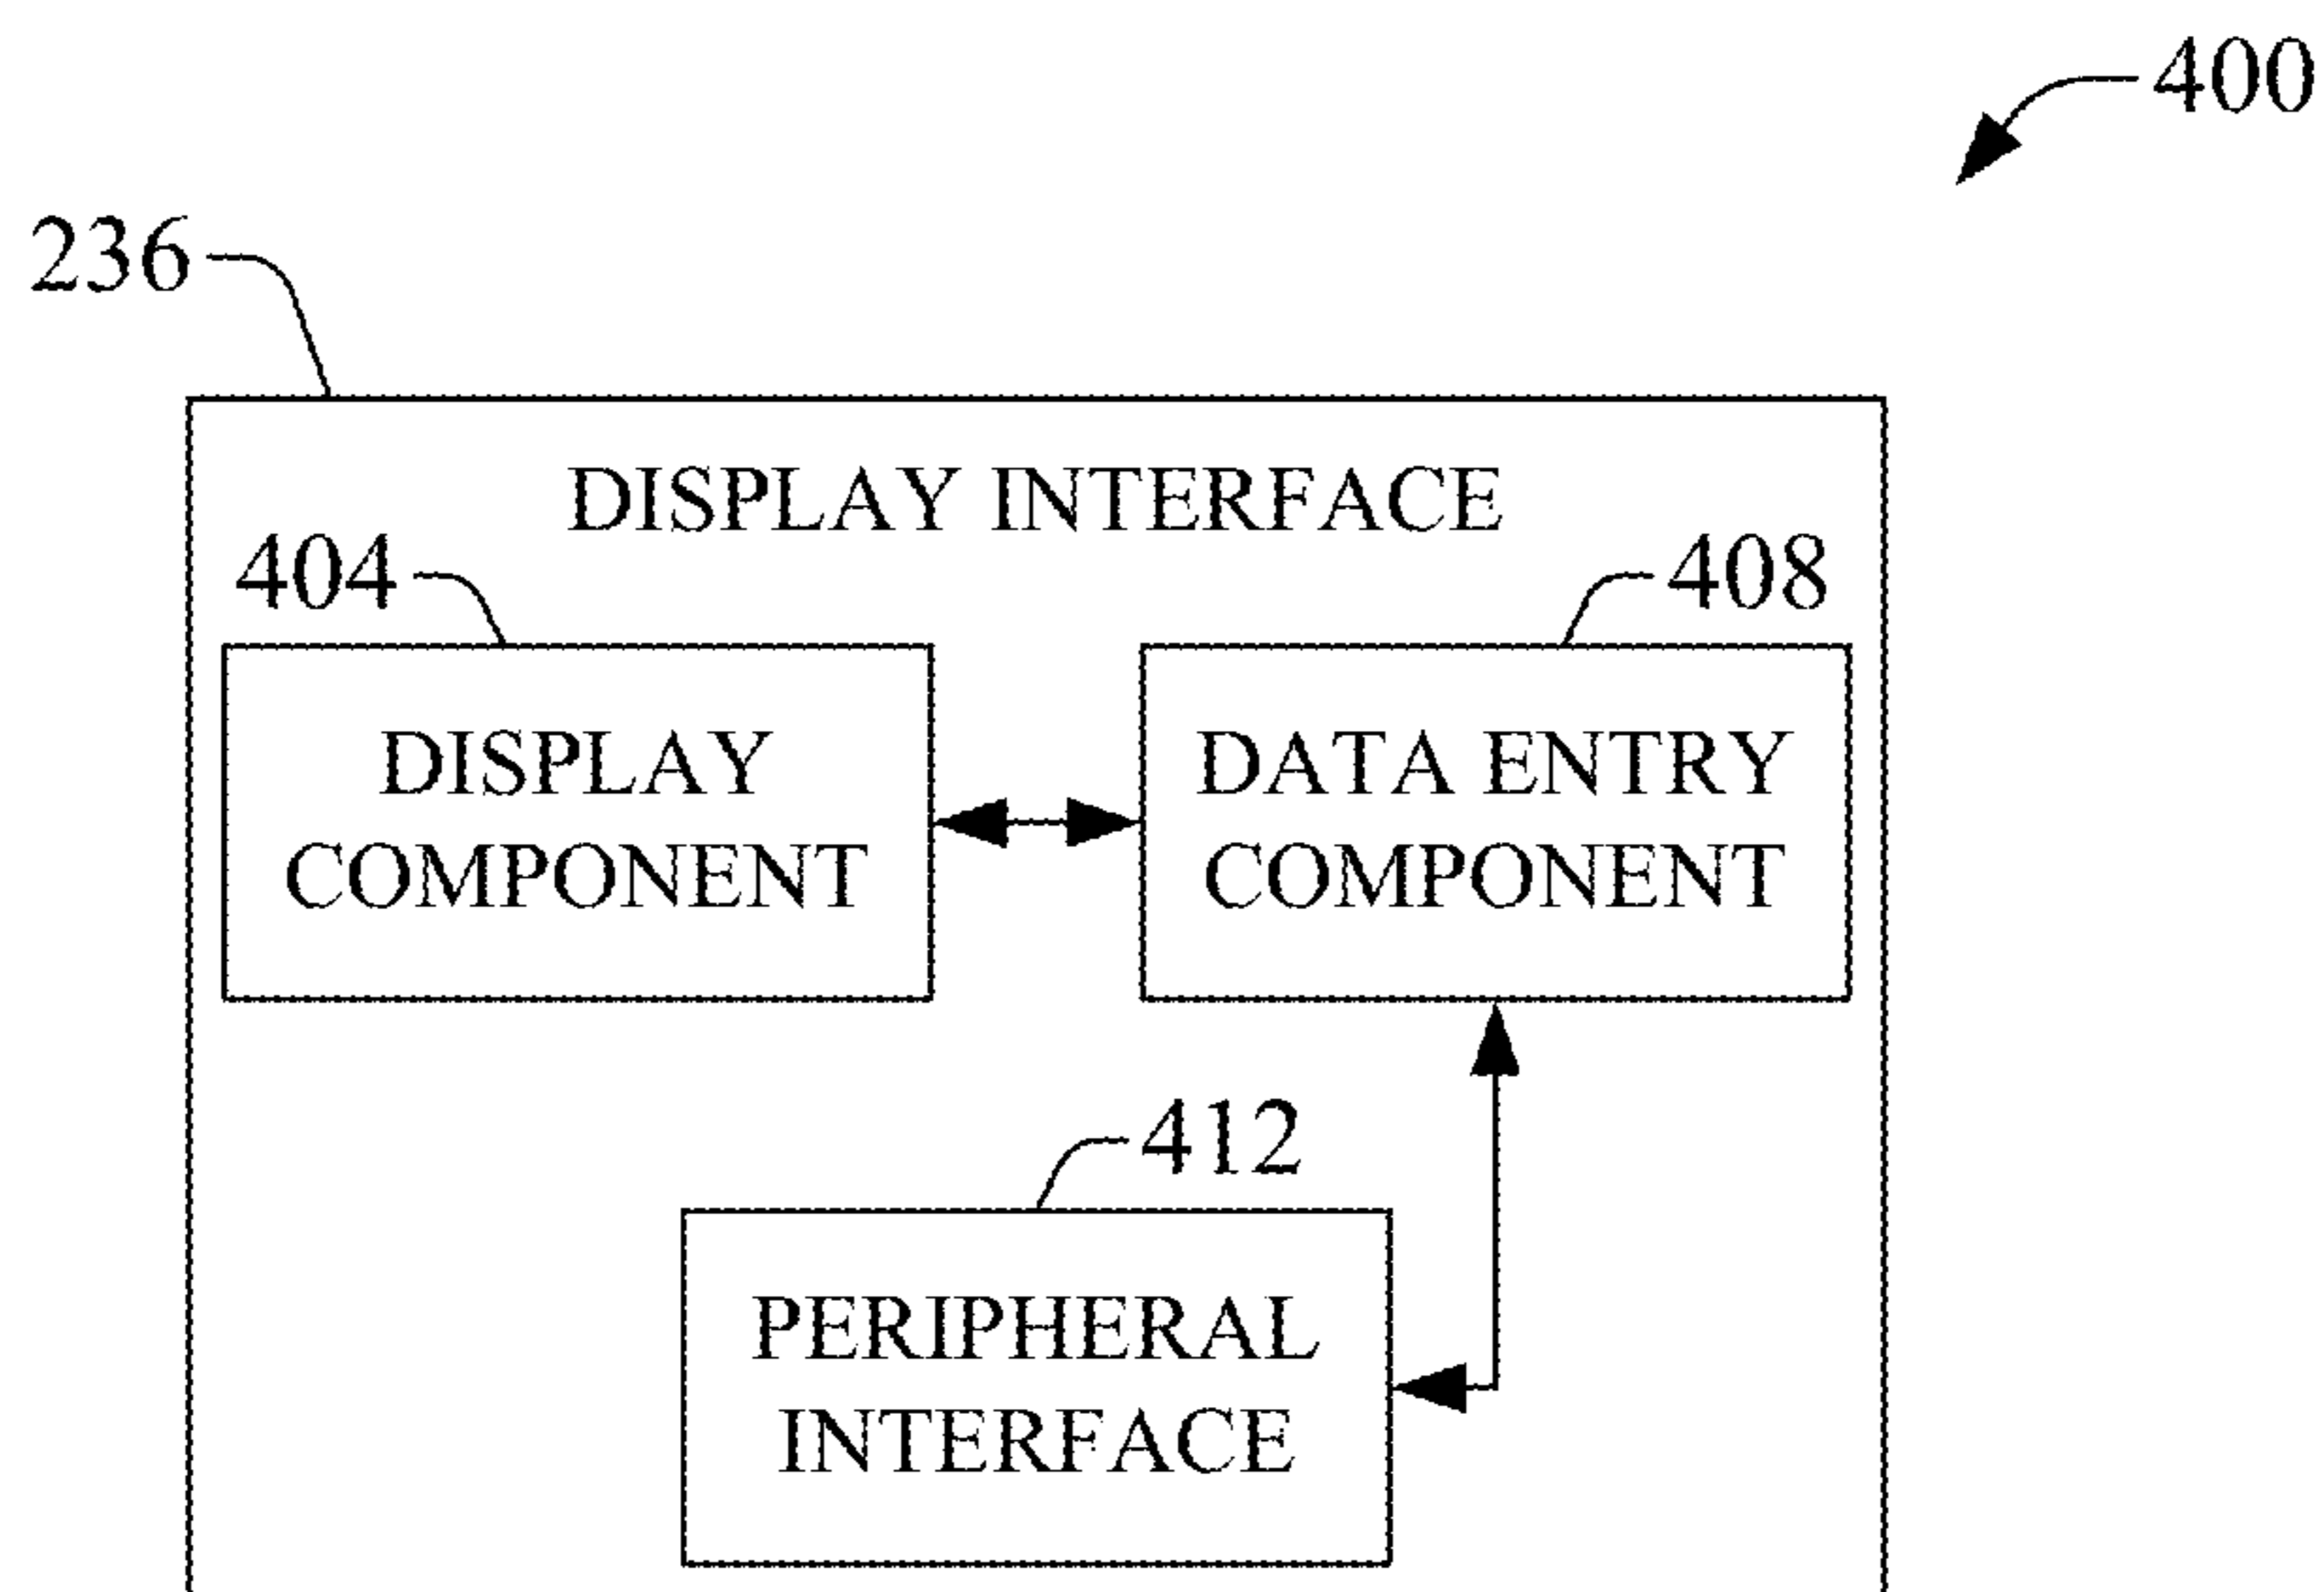 400
236
DISPLAY INTERFACE
404
408
DISPLAY
COMPONENT
DATA ENTRY
COMPONENT
412
PERIPHERAL
INTERFACE